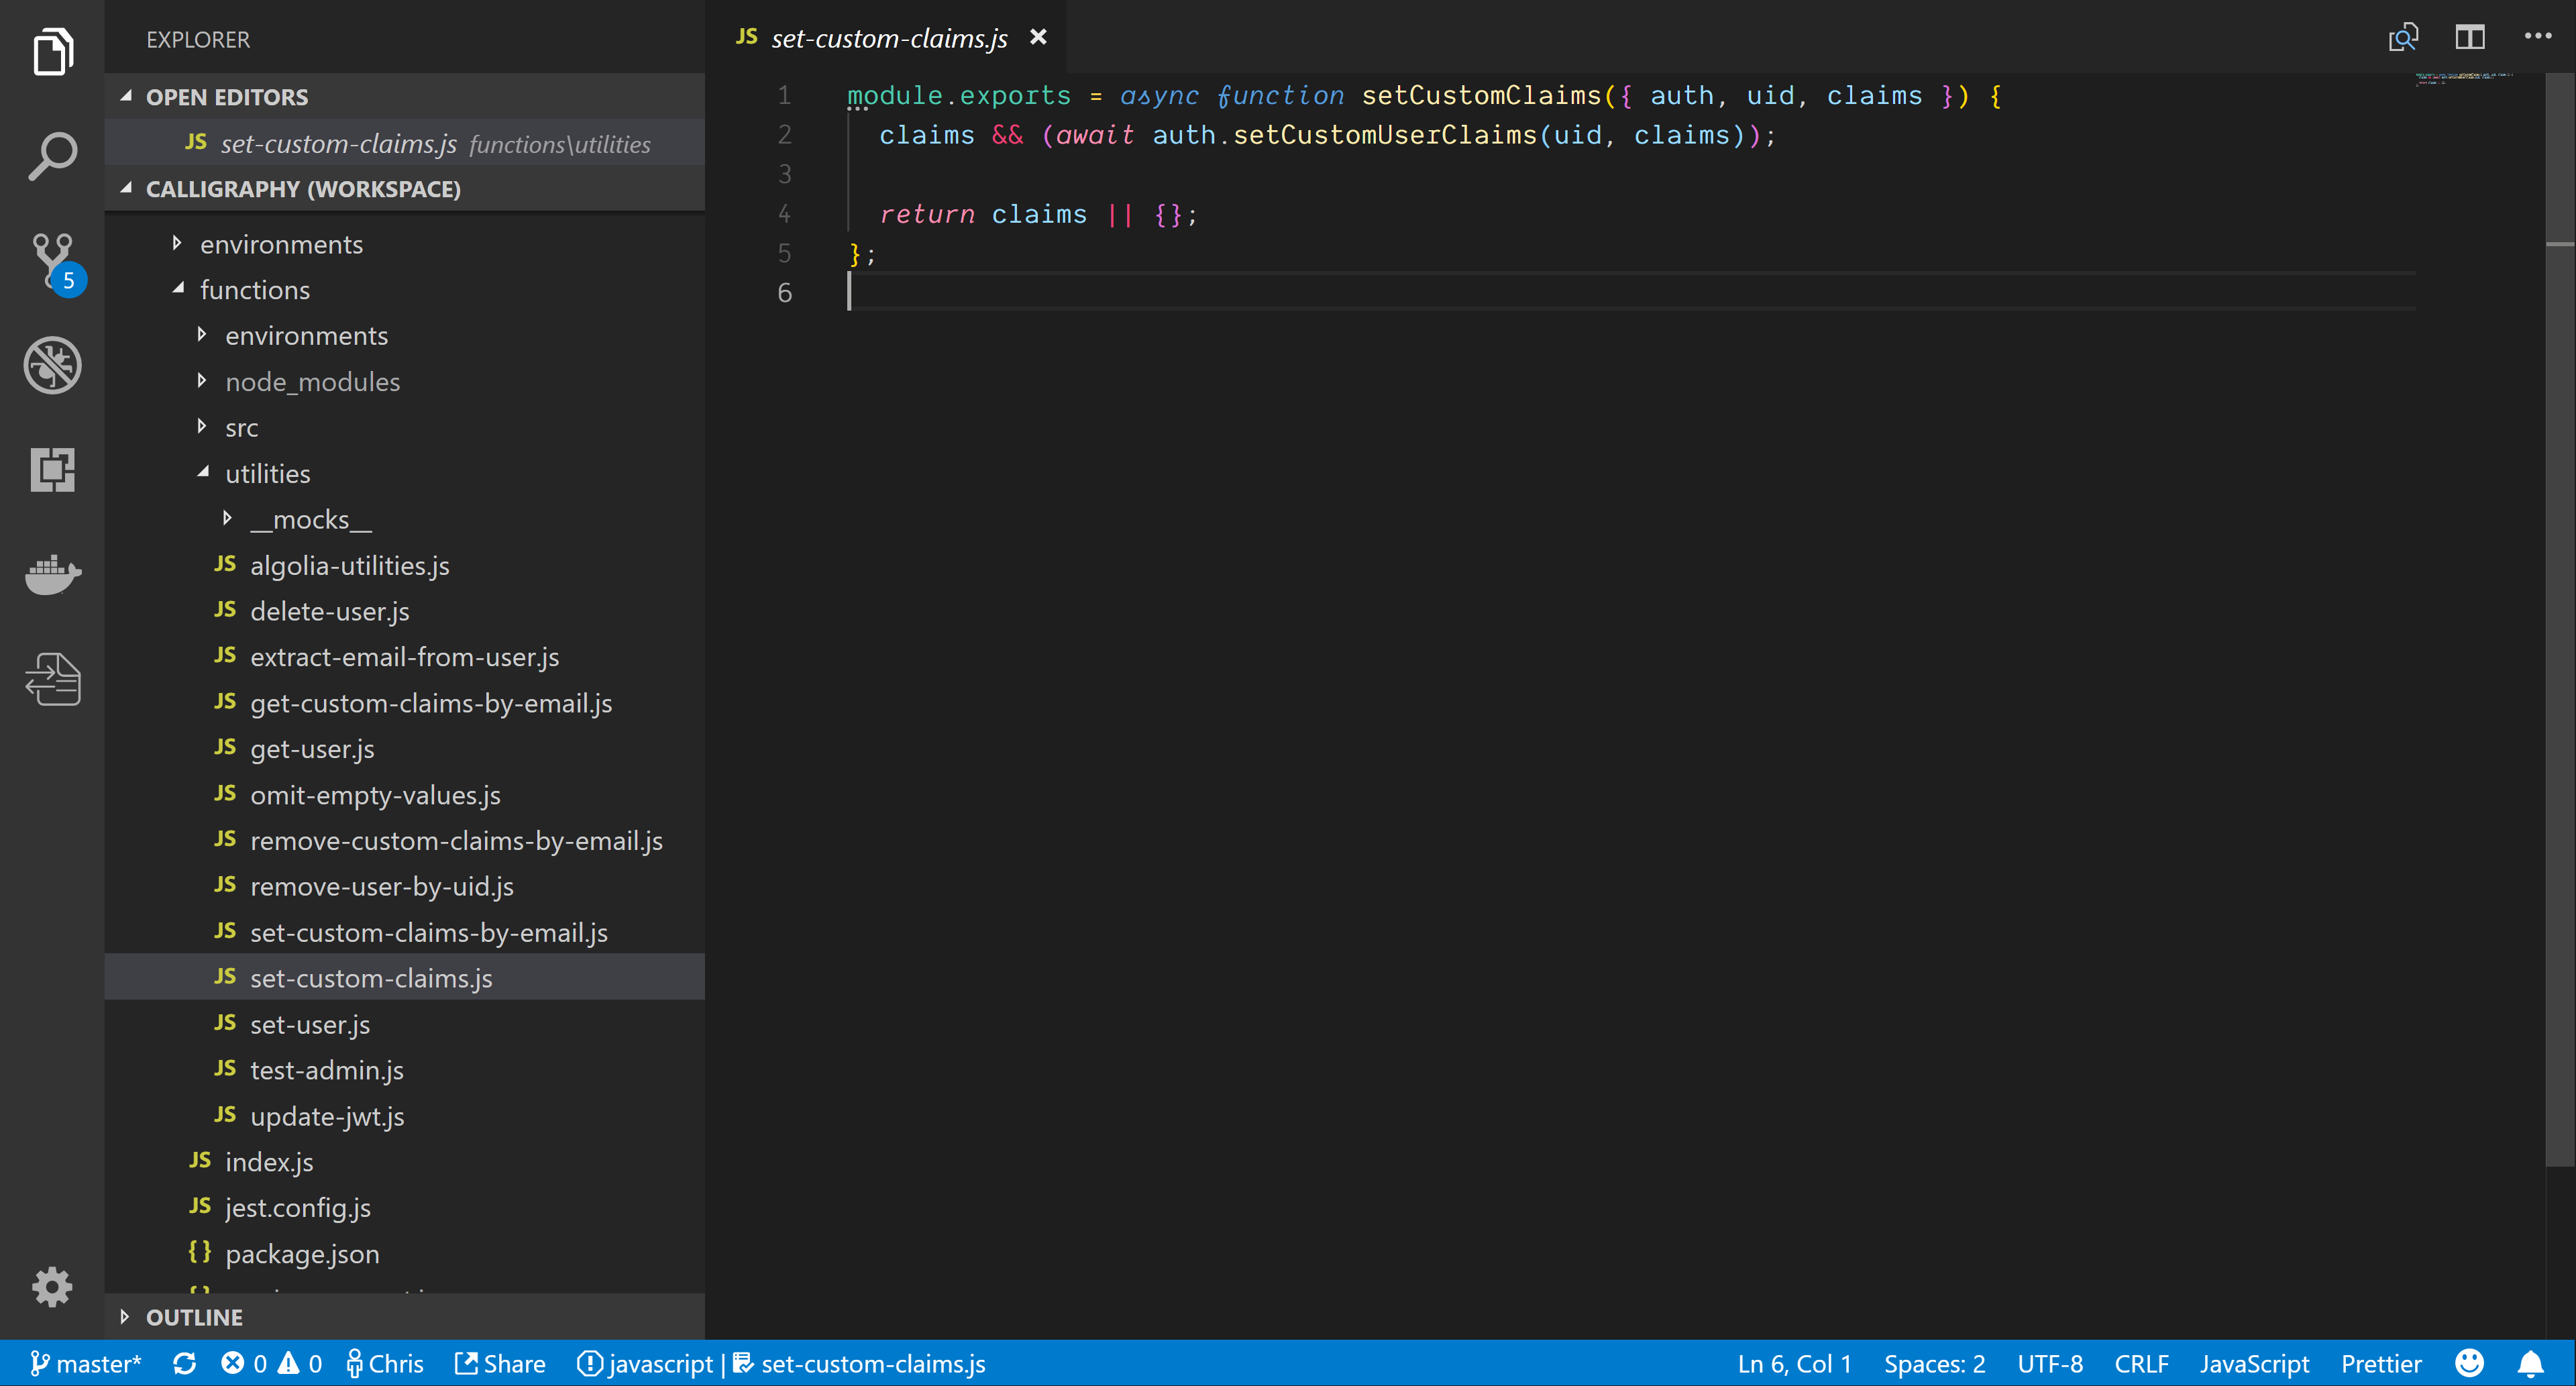 EXPLORER
OPEN EDITORS
JS set-custom-claims.js functions\utilities
CALLIGRAPHY (WORKSPACE)
environments
functions
environments
node_modules
src
utilities
__mocks__
JS algolia-utilities.js
JS delete-user.js
JS extract-email-from-user.js
JS get-custom-claims-by-email.js
JS get-user.js
JS omit-empty-values.js
JS remove-custom-claims-by-email.js
JS remove-user-by-uid.js
JS set-custom-claims-by-email.js
JS set-custom-claims.js
JS set-user.js
JS test-admin.js
JS update-jwt.js
JS index.js
JS jest.config.js
{} package.json
OUTLINE
5
JS set-custom-claims.js
1 module.exports = async function setCustomClaims({ auth, uid, claims }) {
2 claims && (await auth.setCustomUserClaims(uid, claims));
3
4 return claims || {};
5 };
6
master* 0 0 Chris Share javascript | set-custom-claims.js Ln 6, Col 1 Spaces: 2 UTF-8 CRLF JavaScript Prettier